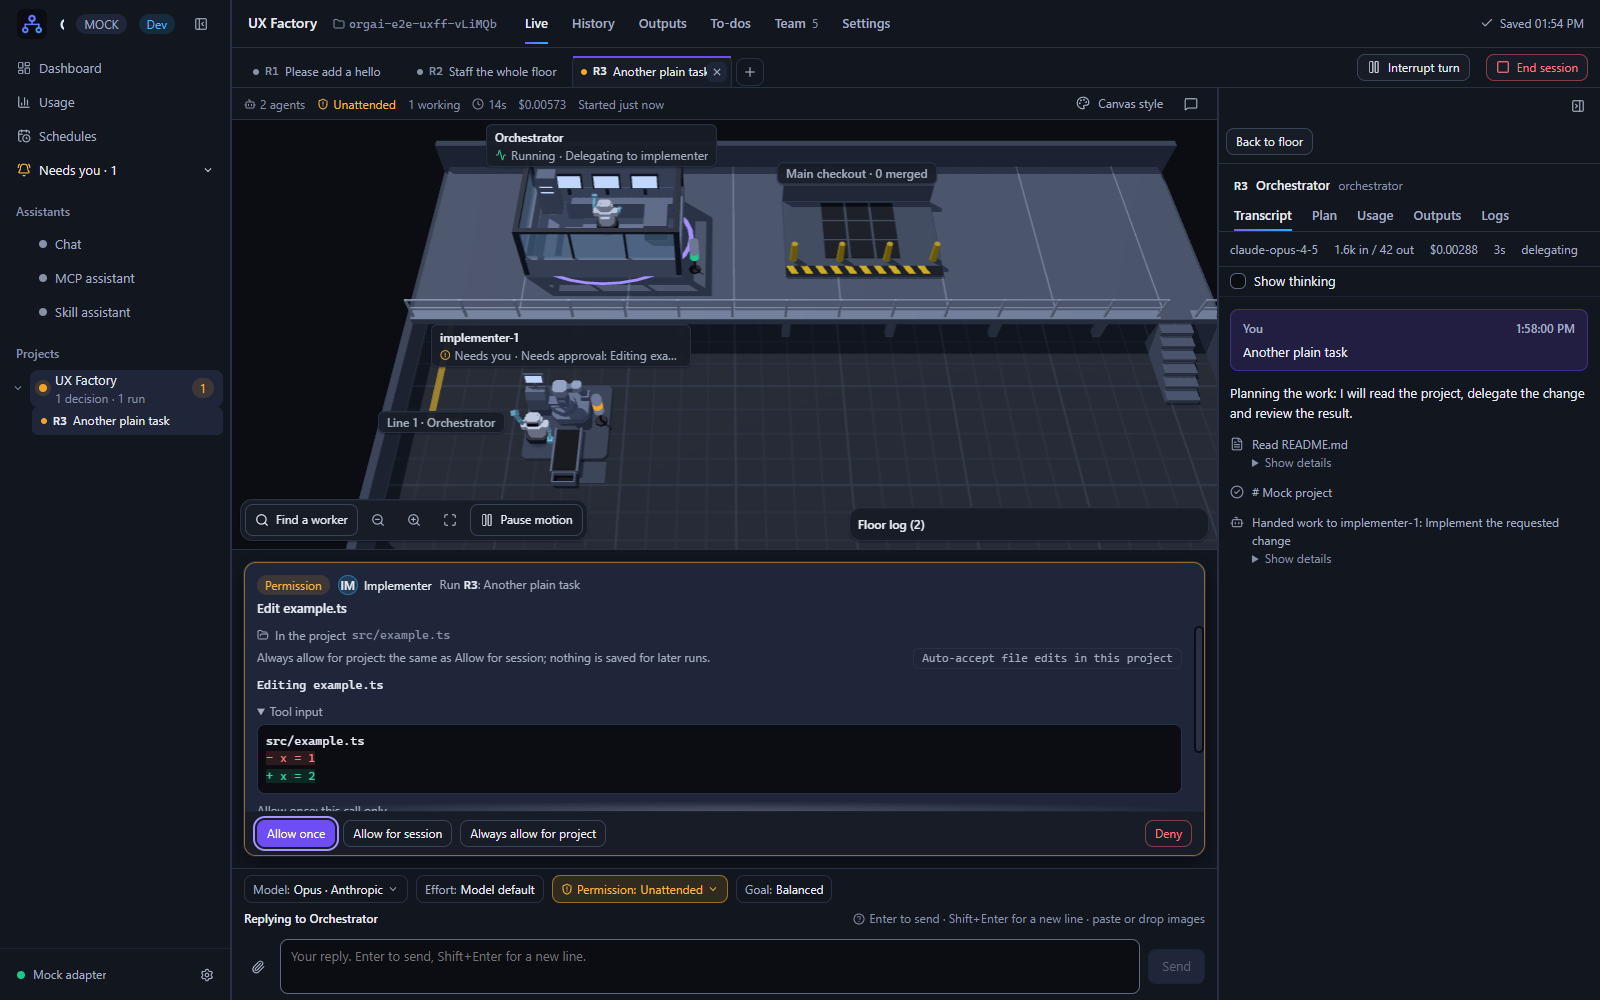 MOCK
Dev
Dashboard
Usage
Schedules
Needs you · 1
Assistants
Chat
MCP assistant
Skill assistant
Projects
UX Factory
1 decision · 1 run
1
R3 Another plain task
Mock adapter
UX Factory
orgai-e2e-uxff-vLiMQb
Live
History
Outputs
To-dos
Team 5
Settings
Saved 01:54 PM
R1 Please add a hello
R2 Staff the whole floor
R3 Another plain task
Interrupt turn
End session
2 agents
Unattended
1 working
14s
$0.00573
Started just now
Canvas style
Orchestrator
Running · Delegating to implementer
Main checkout · 0 merged
implementer-1
Needs you · Needs approval: Editing exa...
Line 1 · Orchestrator
Find a worker
Pause motion
Floor log (2)
Permission
IM
Implementer
Run R3: Another plain task
Edit example.ts
In the project src/example.ts
Always allow for project: the same as Allow for session; nothing is saved for later runs.
Auto-accept file edits in this project
Editing example.ts
Tool input
src/example.ts
- x = 1
+ x = 2
Allow once: this call only
Allow once
Allow for session
Always allow for project
Deny
Model: Opus · Anthropic
Effort: Model default
Permission: Unattended
Goal: Balanced
Replying to Orchestrator
Enter to send · Shift+Enter for a new line · paste or drop images
Your reply. Enter to send, Shift+Enter for a new line.
Send
Back to floor
R3 Orchestrator orchestrator
Transcript
Plan
Usage
Outputs
Logs
claude-opus-4-5
1.6k in / 42 out
$0.00288
3s
delegating
Show thinking
You
1:58:00 PM
Another plain task
Planning the work: I will read the project, delegate the change
and review the result.
Read README.md
Show details
# Mock project
Handed work to implementer-1: Implement the requested
change
Show details